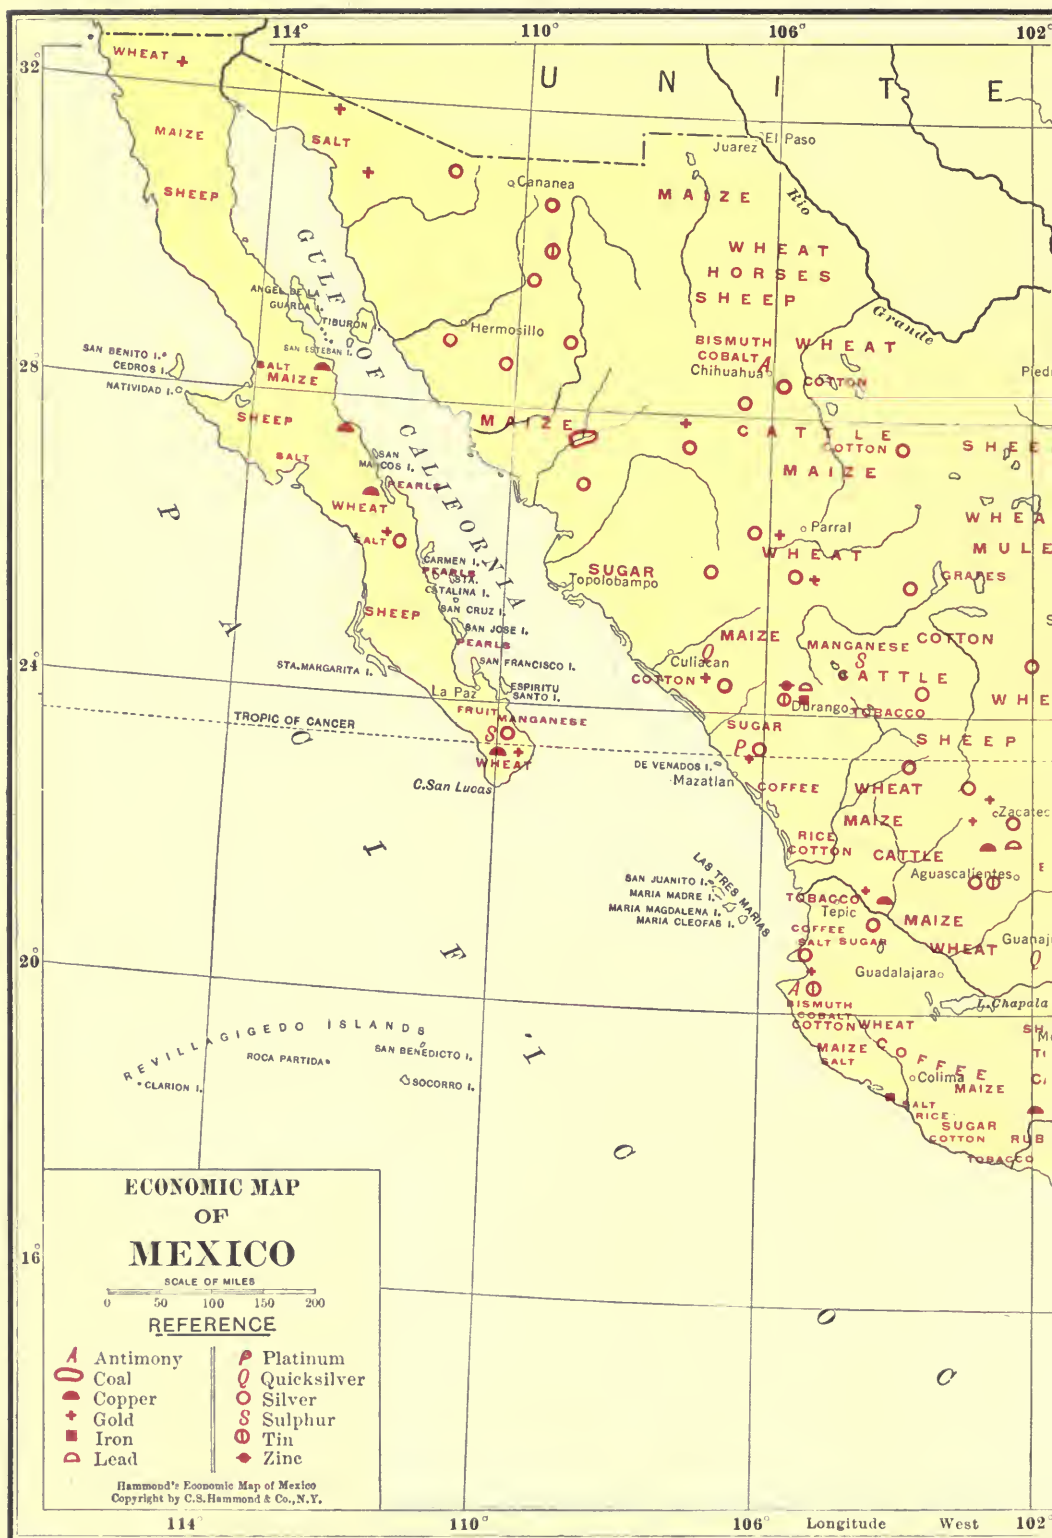 114° 110° 106° 102°
32°
WHEAT
U N I T E
MAIZE
SALT
El Paso
Juarez
SHEEP
Cananea
MAIZE
Rio
GULF OF CALIFORNIA
WHEAT
HORSES
SHEEP
ANGEL DE LA
GUARDA I.
TIBURON I.
Hermosillo
Grande
SAN ESTEBAN I.
BISMUTH
COBALT
WHEAT
A
SAN BENITO I.
CEDROS I.
28°
SALT
MAIZE
Chihuahua
COTTON
Pied
NATIVIDAD I.
SHEEP
MAIZE
CATTLE
COTTON
SHEE
SALT
SAN
MARCOS I.
MAIZE
PEARLS
WHEAT
WHEA
Parral
SALT
WHEAT
MULE
CARMEN I.
PEARLS
STA.
CATALINA I.
SUGAR
Topolobampo
GRAPES
SHEEP
SAN CRUZ I.
SAN JOSE I.
PEARLS
MAIZE
MANGANESE
COTTON
S
Q
24°
STA. MARGARITA I.
SAN FRANCISCO I.
Culiacan
CATTLE
La Paz
ESPIRITU
SANTO I.
COTTON
WHE
Durango
TOBACCO
FRUIT
MANGANESE
SUGAR
TROPIC OF CANCER
S
P
SHEEP
WHEAT
DE VENADOS I.
Mazatlan
C. San Lucas
COFFEE
WHEAT
Zacatec
MAIZE
RICE
COTTON
CATTLE
LAS TRES MARIAS
SAN JUANITO I.
MARIA MADRE I.
MARIA MAGDALENA I.
MARIA CLEOFAS I.
Aguascalientes
E
TOBACCO
Tepic
MAIZE
COFFEE
SALT SUGAR
WHEAT
Guanaj
20°
Guadalajara
Q
A
L. Chapala
BISMUTH
COBALT
COTTON
WHEAT
SH
REVILLAGIGEDO ISLANDS
SAN BENEDICTO I.
ROCA PARTIDA
MAIZE
SALT
COFFEE
CLARION I.
SOCORRO I.
Colima
MAIZE
SALT
RICE
SUGAR
COTTON
RUB
TOBACCO
P A C I F I C O C
ECONOMIC MAP
OF
MEXICO
SCALE OF MILES
0 50 100 150 200
REFERENCE
A Antimony
Coal
Copper
Gold
Iron
Lead
P Platinum
Q Quicksilver
Silver
S Sulphur
Tin
Zinc
Hammond's Economic Map of Mexico
Copyright by C.S. Hammond & Co., N.Y.
16°
114° 110° 106° Longitude West 102°